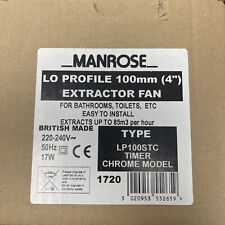 MANROSE
LO PROFILE 100mm (4")
EXTRACTOR FAN
FOR BATHROOMS, TOILETS, ETC
EASY TO INSTALL
EXTRACTS UP TO 85m3 per hour
BRITISH MADE
220-240V~
50Hz
17W
TYPE
LP100STC
TIMER
CHROME MODEL
1720
5 020953 552659 >